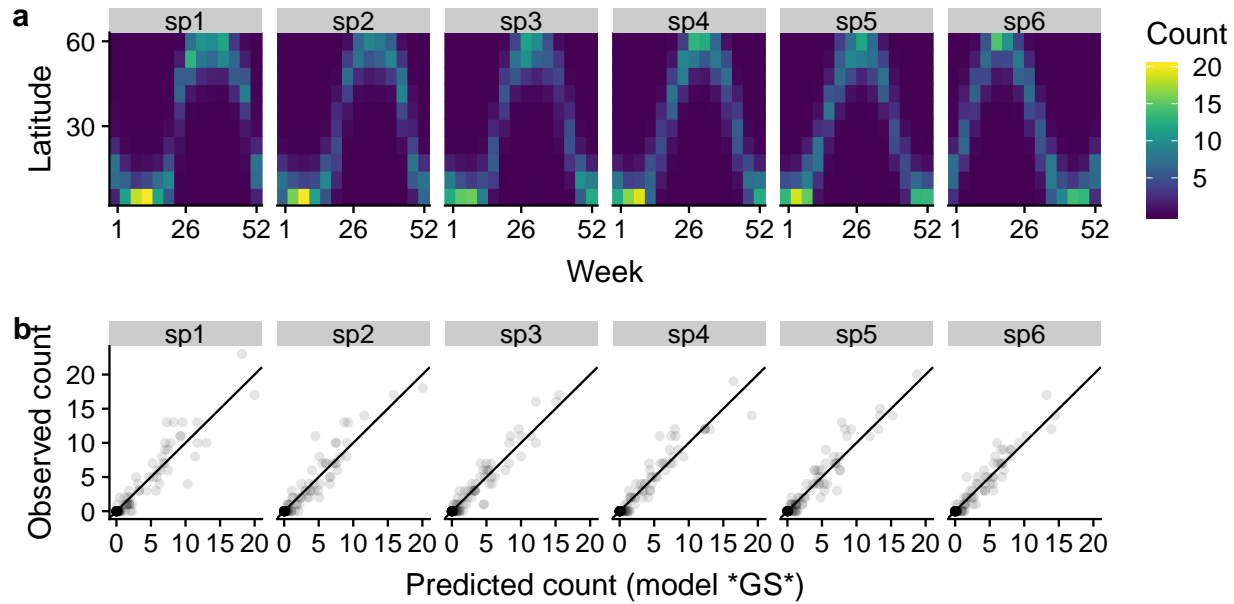 a
sp1 sp2 sp3 sp4 sp5 sp6
Latitude
60
30
1 26 52 1 26 52 1 26 52 1 26 52 1 26 52 1 26 52
Week
Count
20
15
10
5
b
sp1 sp2 sp3 sp4 sp5 sp6
Observed count
20
15
10
5
0
0 5 10 15 20 0 5 10 15 20 0 5 10 15 20 0 5 10 15 20 0 5 10 15 20 0 5 10 15 20
Predicted count (model *GS*)